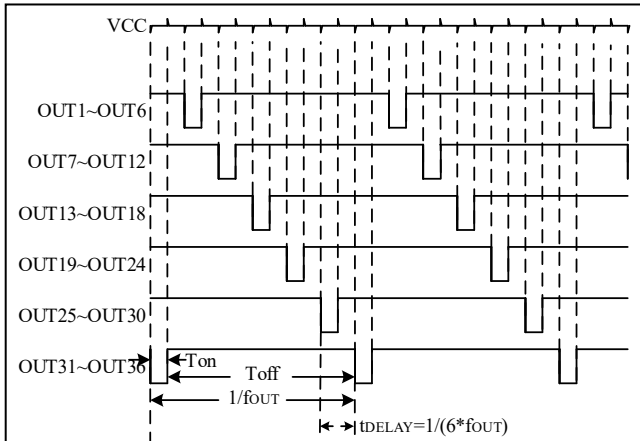 VCC
OUT1~OUT6
OUT7~OUT12
OUT13~OUT18
OUT19~OUT24
OUT25~OUT30
OUT31~OUT36
Ton
Toff
1/fOUT
tDELAY=1/(6*fOUT)